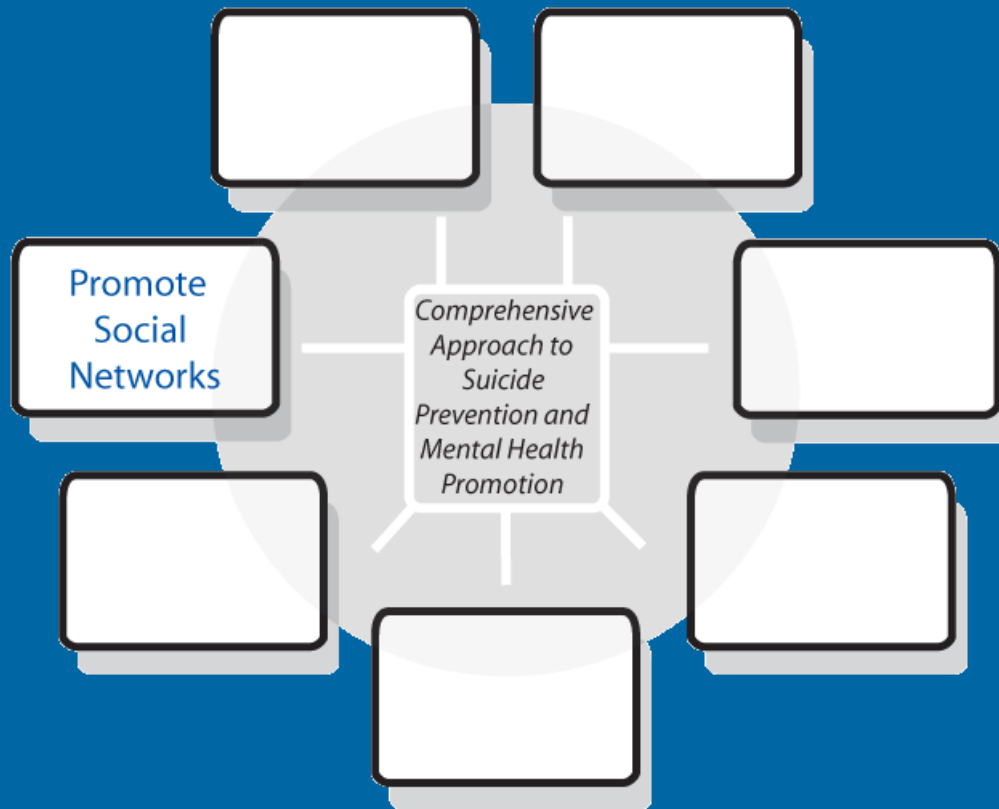 Promote
Social
Networks
Comprehensive
Approach to
Suicide
Prevention and
Mental Health
Promotion